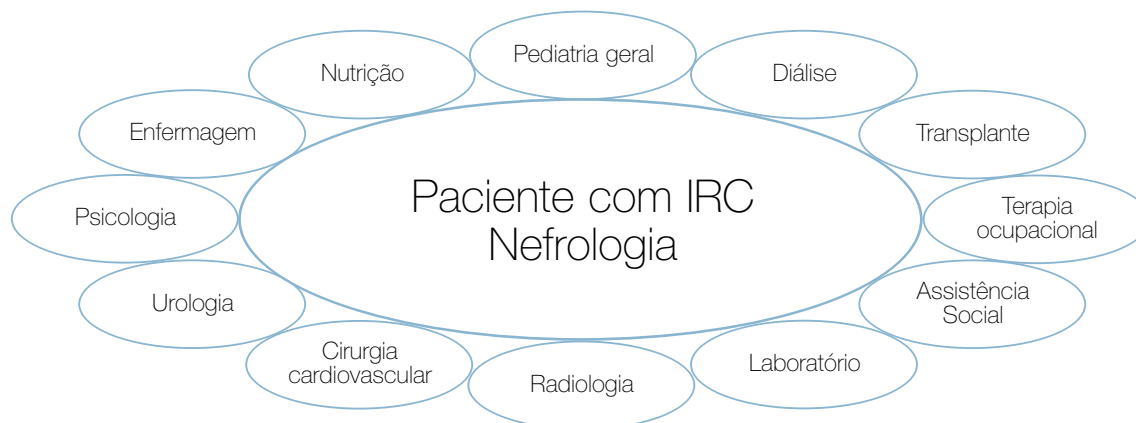 Pediatria geral
Nutrição
Diálise
Enfermagem
Transplante
Paciente com IRC
Nefrologia
Psicologia
Terapia
ocupacional
Urologia
Assistência
Social
Cirurgia
cardiovascular
Laboratório
Radiologia